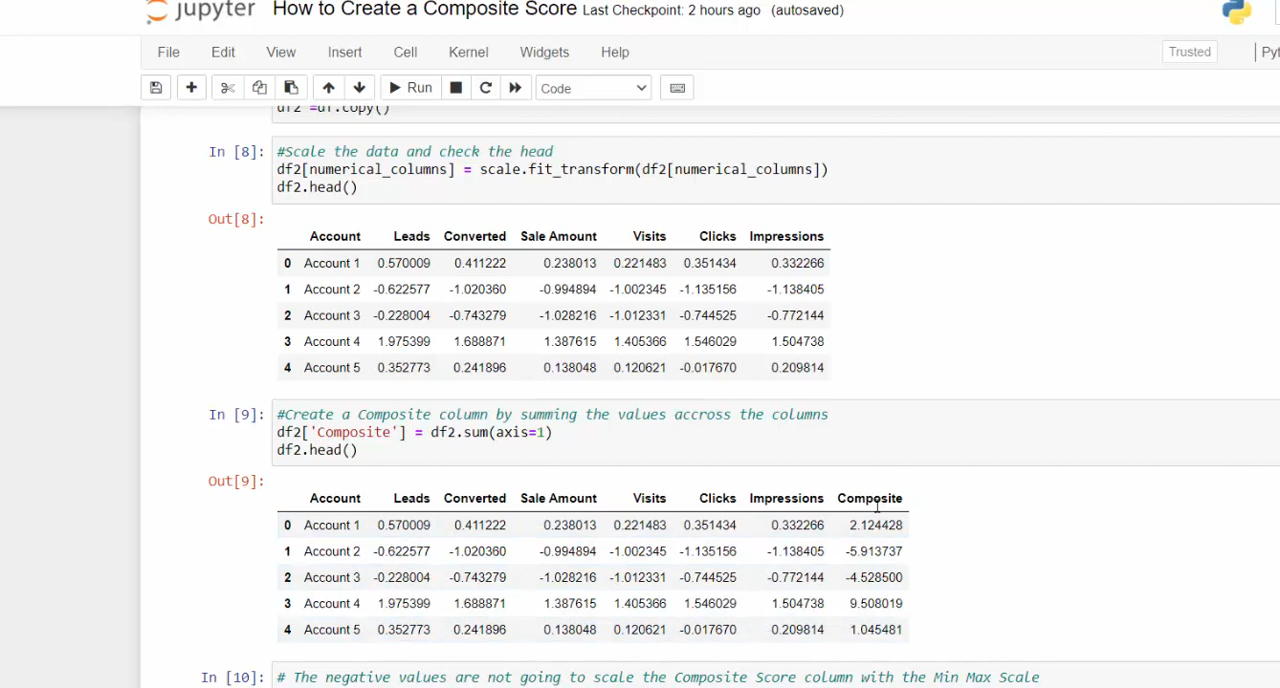 jupyter How to Create a Composite Score Last Checkpoint: 2 hours ago (autosaved)
File Edit View Insert Cell Kernel Widgets Help Trusted
Run Code
df2 =df.copy()
In [8]: #Scale the data and check the head
df2[numerical_columns] = scale.fit_transform(df2[numerical_columns])
df2.head()
Out[8]:
Account Leads Converted Sale Amount Visits Clicks Impressions
0 Account 1 0.570009 0.411222 0.238013 0.221483 0.351434 0.332266
1 Account 2 -0.622577 -1.020360 -0.994894 -1.002345 -1.135156 -1.138405
2 Account 3 -0.228004 -0.743279 -1.028216 -1.012331 -0.744525 -0.772144
3 Account 4 1.975399 1.688871 1.387615 1.405366 1.546029 1.504738
4 Account 5 0.352773 0.241896 0.138048 0.120621 -0.017670 0.209814
In [9]: #Create a Composite column by summing the values accross the columns
df2['Composite'] = df2.sum(axis=1)
df2.head()
Out[9]:
Account Leads Converted Sale Amount Visits Clicks Impressions Composite
0 Account 1 0.570009 0.411222 0.238013 0.221483 0.351434 0.332266 2.124428
1 Account 2 -0.622577 -1.020360 -0.994894 -1.002345 -1.135156 -1.138405 -5.913737
2 Account 3 -0.228004 -0.743279 -1.028216 -1.012331 -0.744525 -0.772144 -4.528500
3 Account 4 1.975399 1.688871 1.387615 1.405366 1.546029 1.504738 9.508019
4 Account 5 0.352773 0.241896 0.138048 0.120621 -0.017670 0.209814 1.045481
In [10]: # The negative values are not going to scale the Composite Score column with the Min Max Scale